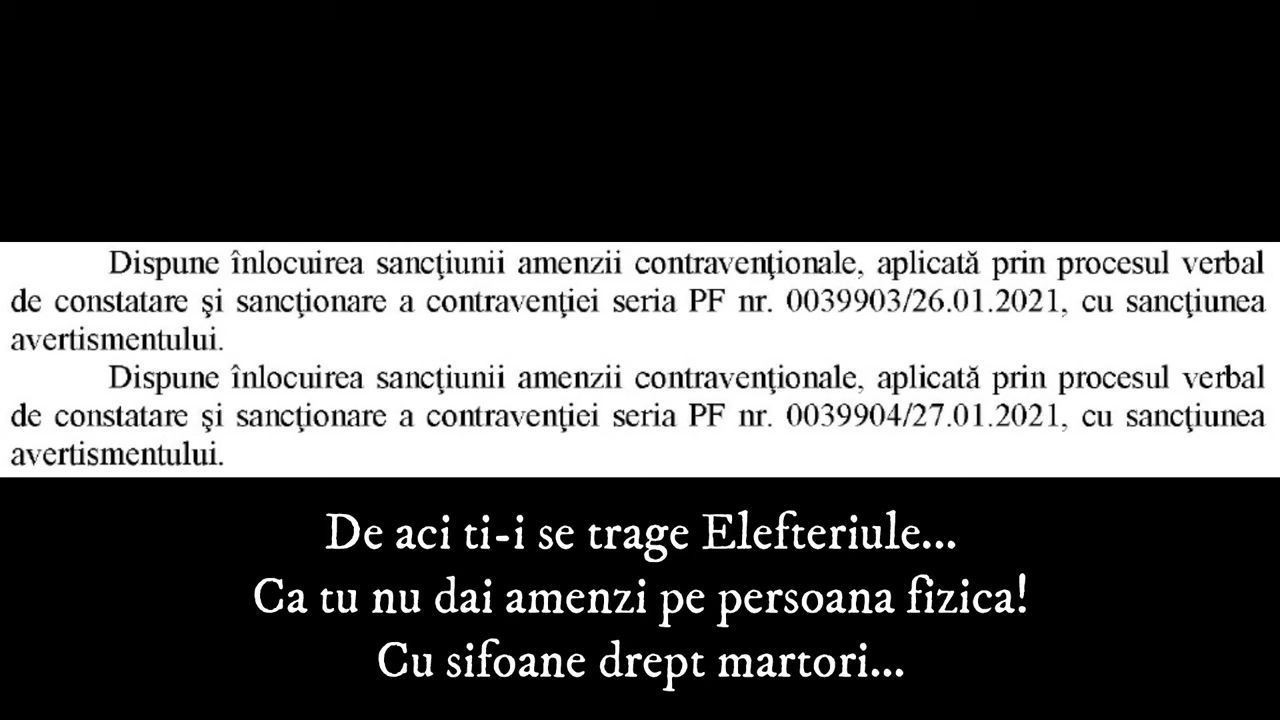 Dispune înlocuirea sancţiunii amenzii contravenţionale, aplicată prin procesul verbal
de constatare şi sancţionare a contravenţiei seria PF nr. 0039903/26.01.2021, cu sancţiunea
avertismentului.
Dispune înlocuirea sancţiunii amenzii contravenţionale, aplicată prin procesul verbal
de constatare şi sancţionare a contravenţiei seria PF nr. 0039904/27.01.2021, cu sancţiunea
avertismentului.
De aci ti-i se trage Elefteriule...
Ca tu nu dai amenzi pe persoana fizica!
Cu sifoane drept martori...